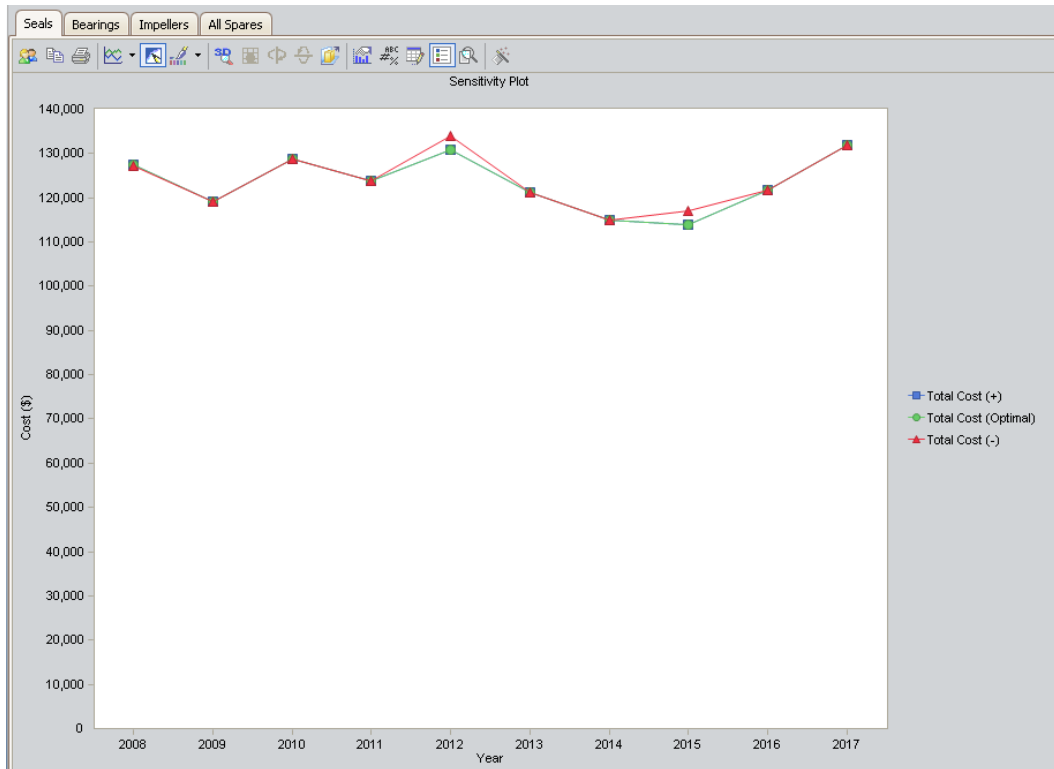 Seals Bearings Impellers All Spares
3D ABC #%
Sensitivity Plot
140,000
130,000
120,000
110,000
100,000
90,000
80,000
70,000
60,000
50,000
40,000
30,000
20,000
10,000
0
Cost ($)
2008 2009 2010 2011 2012 2013 2014 2015 2016 2017
Year
Total Cost (+)
Total Cost (Optimal)
Total Cost (-)